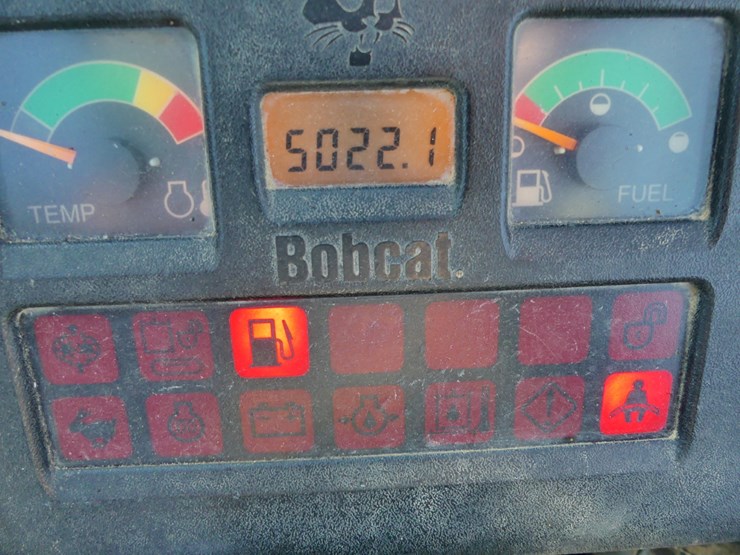 5022.1
TEMP
FUEL
Bobcat.